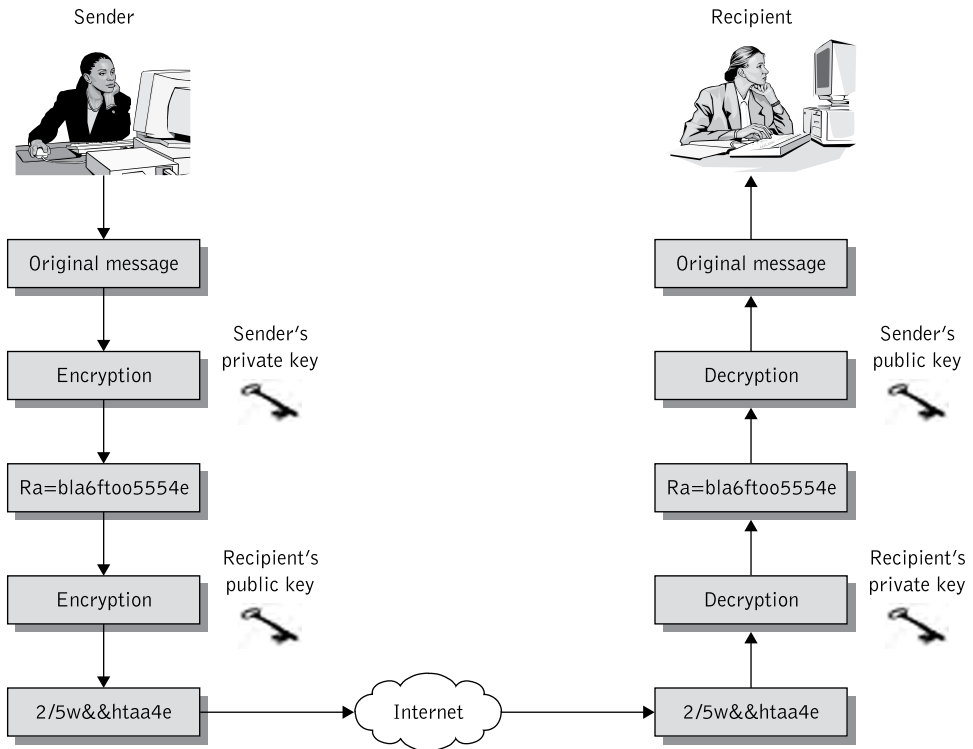 Sender
Recipient
Original message
Original message
Sender's
private key
Sender's
public key
Encryption
Decryption
Ra=bla6ftoo5554e
Ra=bla6ftoo5554e
Recipient's
public key
Recipient's
private key
Encryption
Decryption
2/5w&&htaa4e
Internet
2/5w&&htaa4e